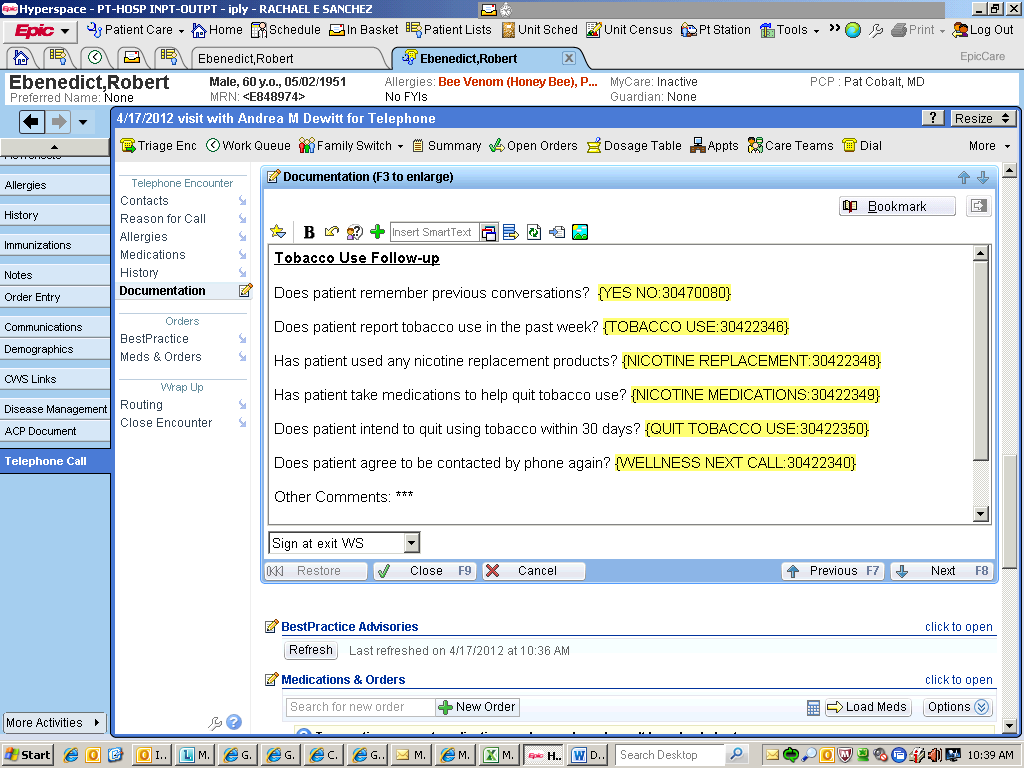 Hyperspace - PT-HOSP INPT-OUTPT - iply - RACHAEL E SANCHEZ
Epic Patient Care Home Schedule In Basket Patient Lists Unit Sched Unit Census Pt Station Tools Print Log Out
Ebenedict,Robert Ebenedict,Robert EpicCare
Ebenedict,Robert Male, 60 y.o., 05/02/1951 Allergies: Bee Venom (Honey Bee), P... MyCare: Inactive PCP : Pat Cobalt, MD
Preferred Name: None MRN: <E848974> No FYIs Guardian: None
4/17/2012 visit with Andrea M Dewitt for Telephone ? Resize
Triage Enc Work Queue Family Switch Summary Open Orders Dosage Table Appts Care Teams Dial More
Allergies
History
Immunizations
Notes
Order Entry
Communications
Demographics
CWS Links
Disease Management
ACP Document
Telephone Call
More Activities
Telephone Encounter
Contacts
Reason for Call
Allergies
Medications
History
Documentation
Orders
BestPractice
Meds & Orders
Wrap Up
Routing
Close Encounter
Documentation (F3 to enlarge)
Bookmark
B Insert SmartText
Tobacco Use Follow-up
Does patient remember previous conversations? {YES NO:30470080}
Does patient report tobacco use in the past week? {TOBACCO USE:30422346}
Has patient used any nicotine replacement products? {NICOTINE REPLACEMENT:30422348}
Has patient take medications to help quit tobacco use? {NICOTINE MEDICATIONS:30422349}
Does patient intend to quit using tobacco within 30 days? {QUIT TOBACCO USE:30422350}
Does patient agree to be contacted by phone again? {WELLNESS NEXT CALL:30422340}
Other Comments: ***
Sign at exit WS
Restore Close F9 Cancel Previous F7 Next F8
BestPractice Advisories click to open
Refresh Last refreshed on 4/17/2012 at 10:36 AM
Medications & Orders click to open
Search for new order New Order Load Meds Options
Start I.. M. G. G. C. G.. M. M. M. H.. D.. Search Desktop 10:39 AM